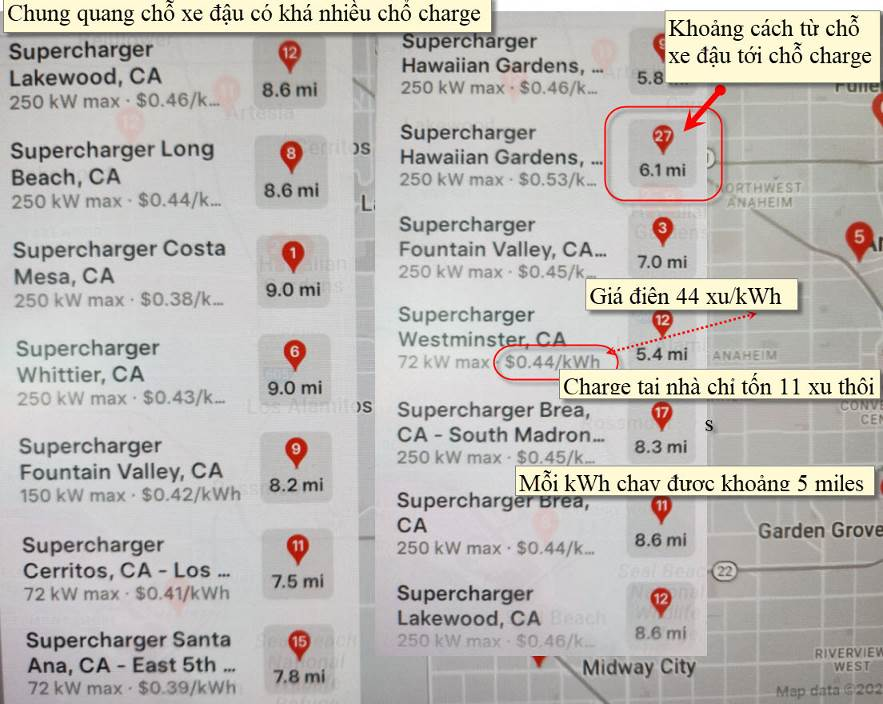 Chung quang chỗ xe đậu có khá nhiều chổ charge
Supercharger
Lakewood, CA
250 kW max · $0.46/k...
12
8.6 mi
Supercharger Long
Beach, CA
250 kW max · $0.44/k...
8
8.6 mi
Supercharger Costa
Mesa, CA
250 kW max · $0.38/k...
1
9.0 mi
Supercharger
Whittier, CA
250 kW max · $0.43/k...
6
9.0 mi
Supercharger
Fountain Valley, CA
150 kW max · $0.42/kWh
9
8.2 mi
Supercharger
Cerritos, CA - Los ...
72 kW max · $0.41/kWh
11
7.5 mi
Supercharger Santa
Ana, CA - East 5th ...
72 kW max · $0.39/kWh
15
7.8 mi
Supercharger
Hawaiian Gardens, ...
250 kW max · $0.46/k...
5.8
Khoảng cách từ chỗ
xe đậu tới chỗ charge
Supercharger
Hawaiian Gardens, ...
250 kW max · $0.53/k...
27
6.1 mi
Supercharger
Fountain Valley, CA...
250 kW max · $0.45/k...
3
7.0 mi
Giá điên 44 xu/kWh
Supercharger
Westminster, CA
72 kW max · $0.44/kWh
12
5.4 mi
Charge tai nhà chỉ tốn 11 xu thôi
Supercharger Brea,
CA - South Madron...
250 kW max · $0.45/k...
17
8.3 mi
Mỗi kWh chay đươc khoảng 5 miles
Supercharger Brea,
CA
250 kW max · $0.44/k...
11
8.6 mi
Supercharger
Lakewood, CA
250 kW max · $0.46/k...
12
8.6 mi
NORTHWEST
ANAHEIM
5
ANAHEIM
s
Garden Grove
22
Midway City
RIVERVIEW
WEST
Map data ©202